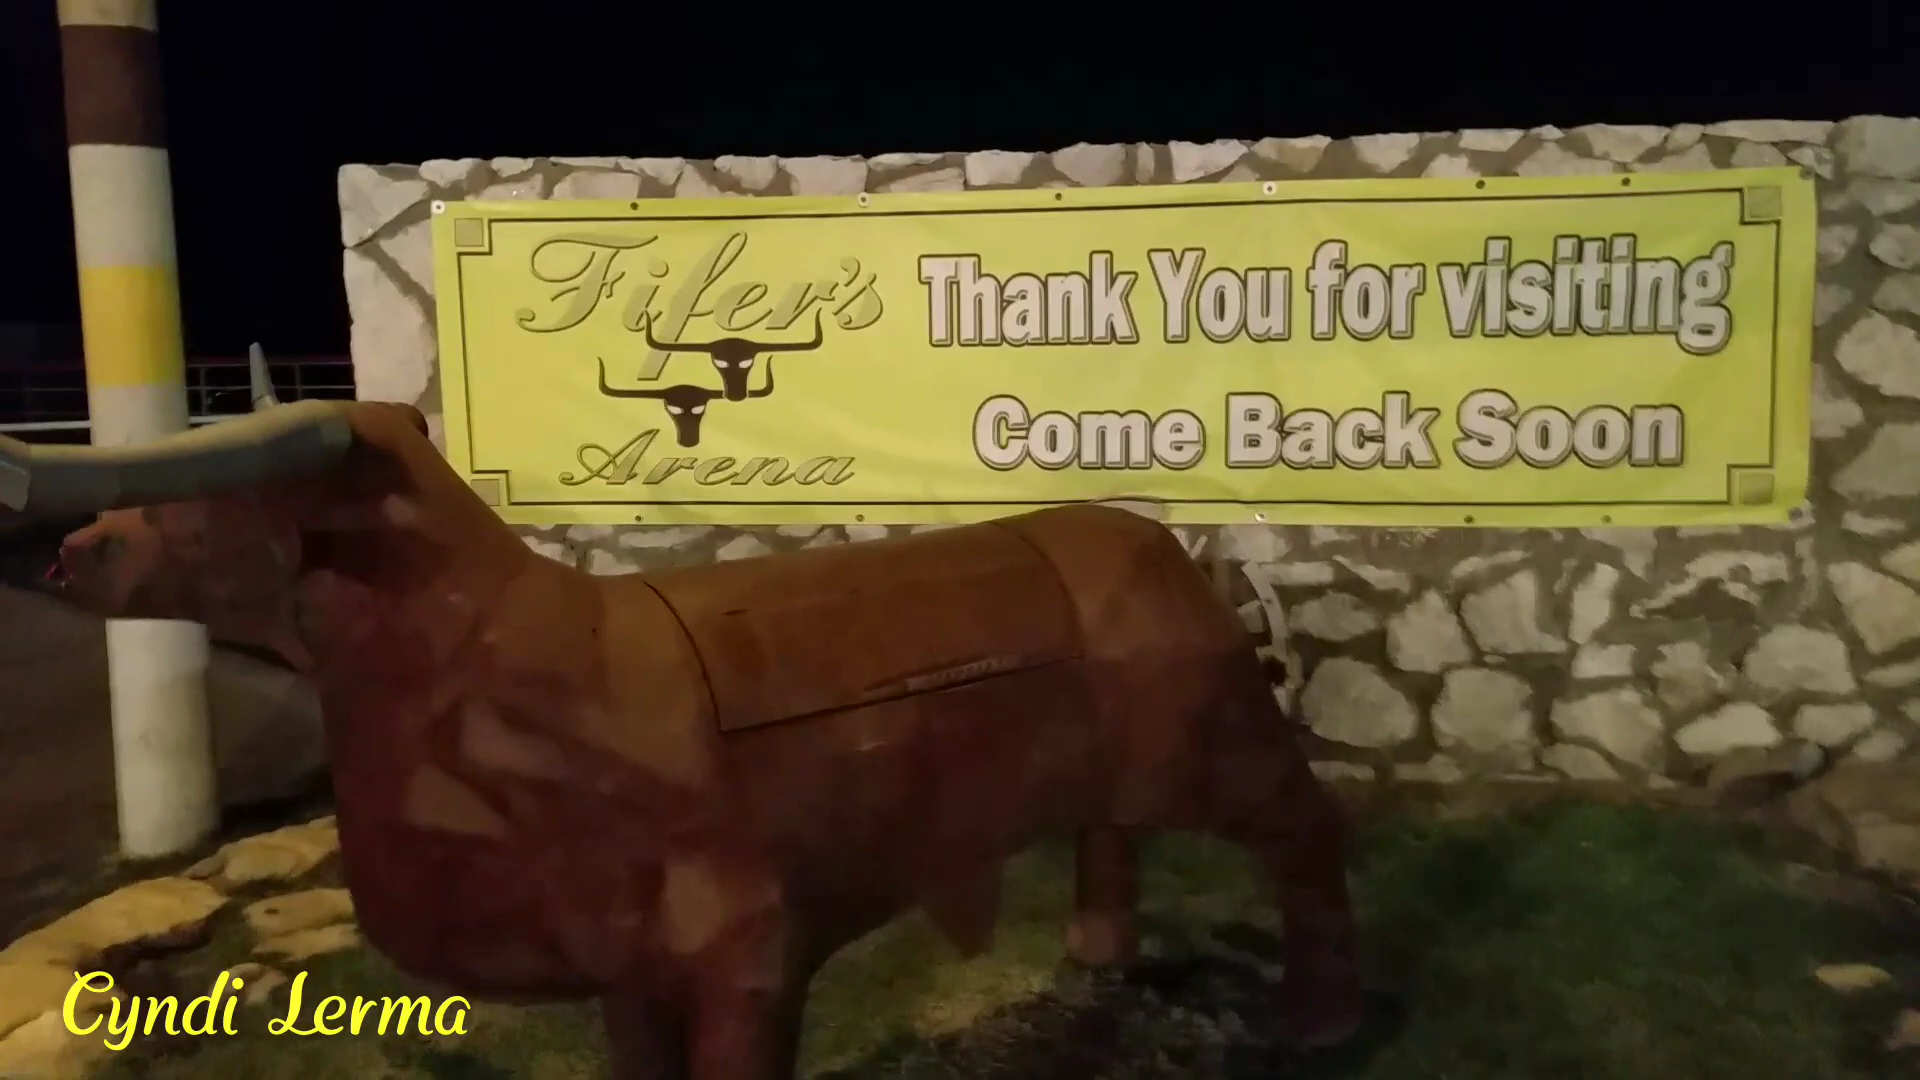 Fifer's
Arena
Thank You for visiting
Come Back Soon
Cyndi Lerma